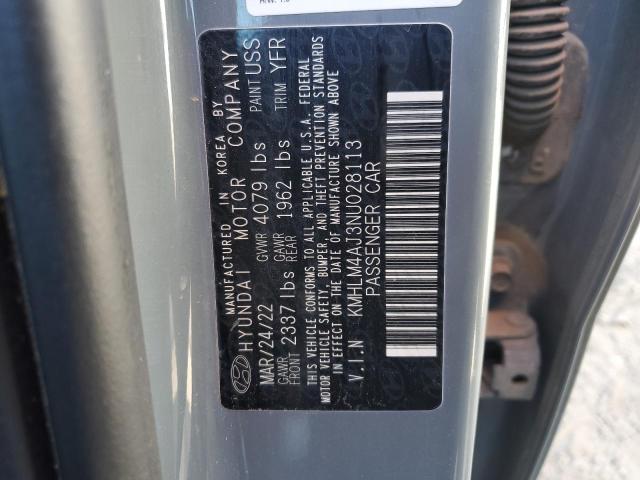 MANUFACTURED IN KOREA BY
HYUNDAI MOTOR COMPANY
MAR/24/22 GVWR 4079 lbs PAINT USS
GAWR FRONT 2337 lbs GAWR REAR 1962 lbs TRIM YFR
THIS VEHICLE CONFORMS TO ALL APPLICABLE U.S.A. FEDERAL
MOTOR VEHICLE SAFETY, BUMPER, AND THEFT PREVENTION STANDARDS
IN EFFECT ON THE DATE OF MANUFACTURE SHOWN ABOVE
V.I.N KMHLM4AJ3NU028113
PASSENGER CAR